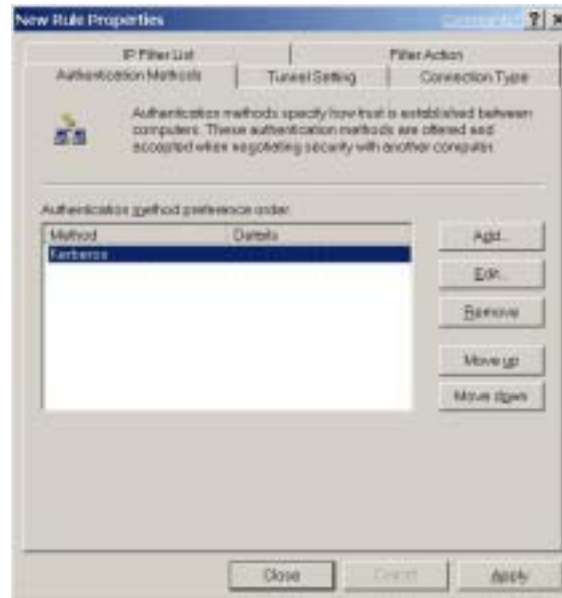 New Rule Properties
Comments?
IP Filter List
Filter Action
Authentication Methods
Tunnel Setting
Connection Type
Authentication methods specify how trust is established between
computers. These authentication methods are offered and
accepted when negotiating security with another computer.
Authentication method preference order:
Method
Details
Kerberos
Add...
Edit...
Remove
Move up
Move down
Close
Cancel
Apply